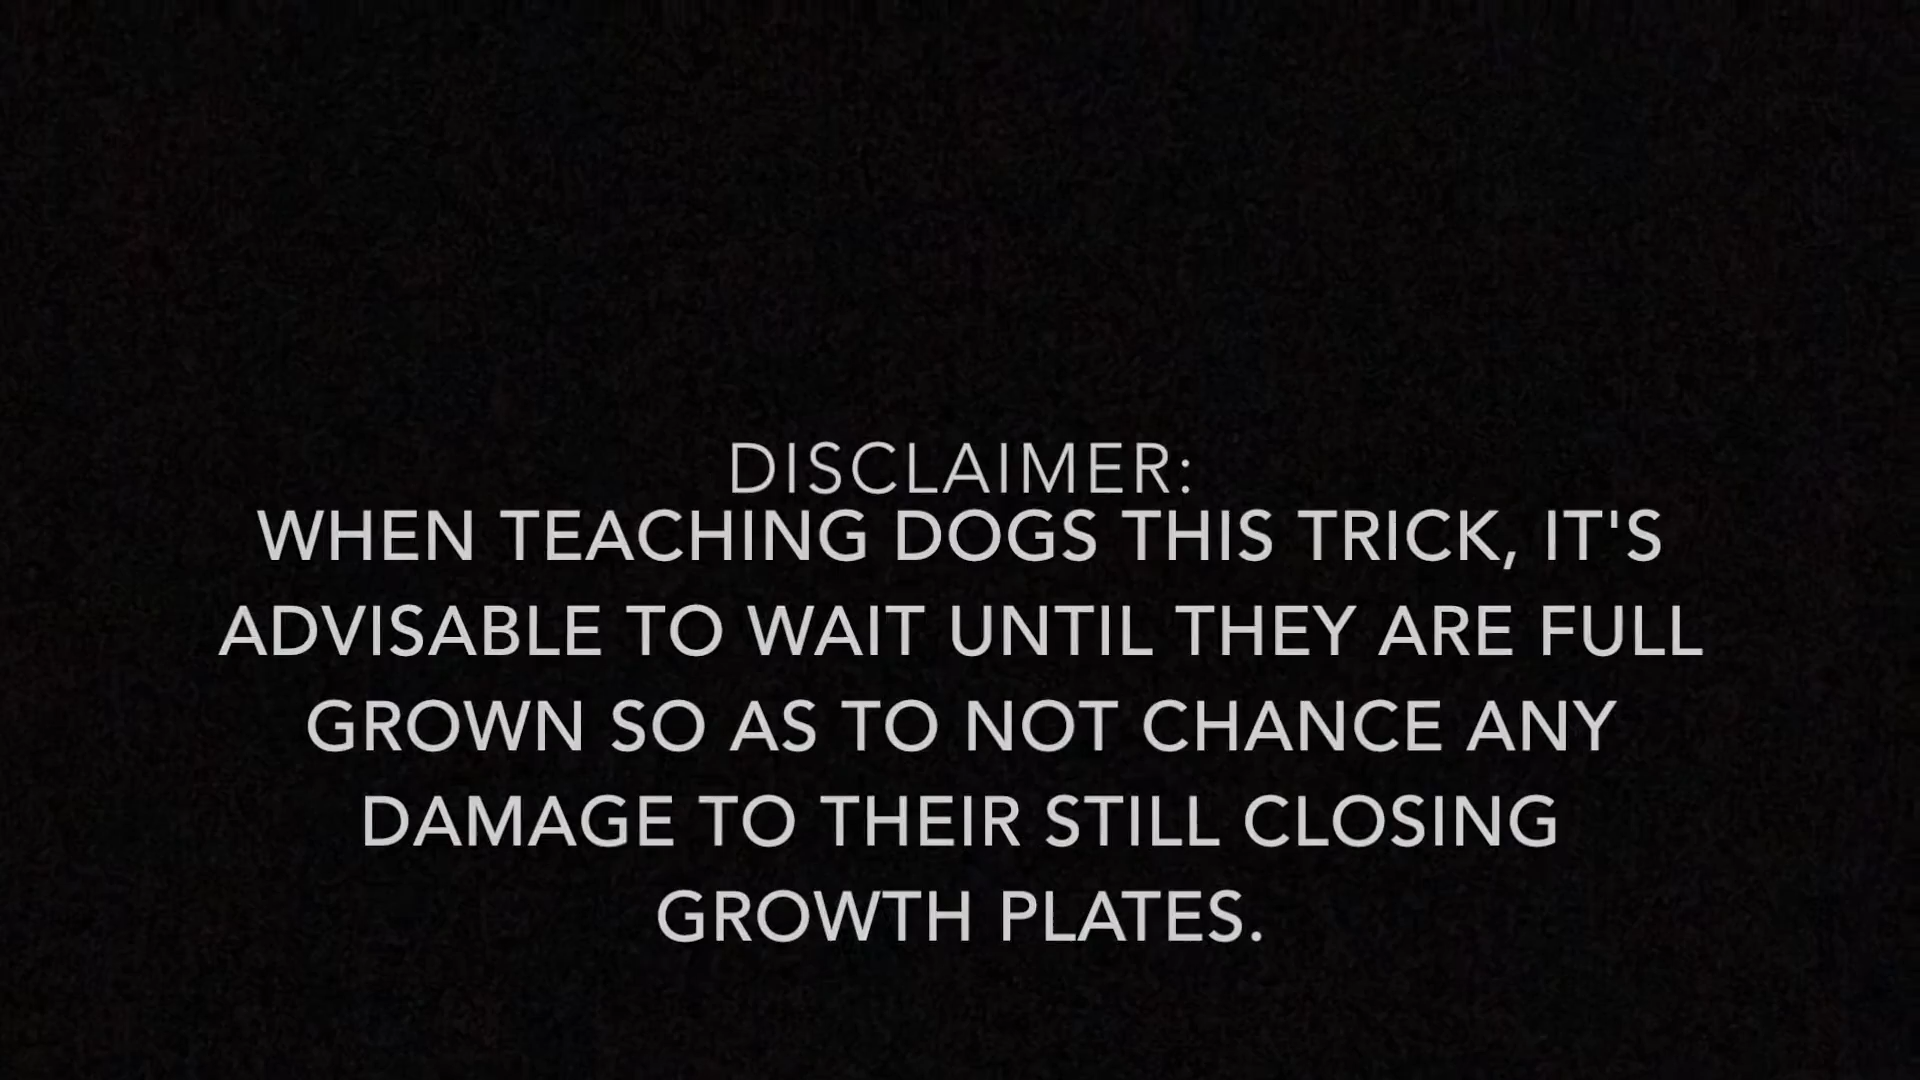 DISCLAIMER:
WHEN TEACHING DOGS THIS TRICK, IT'S
ADVISABLE TO WAIT UNTIL THEY ARE FULL
GROWN SO AS TO NOT CHANCE ANY
DAMAGE TO THEIR STILL CLOSING
GROWTH PLATES.